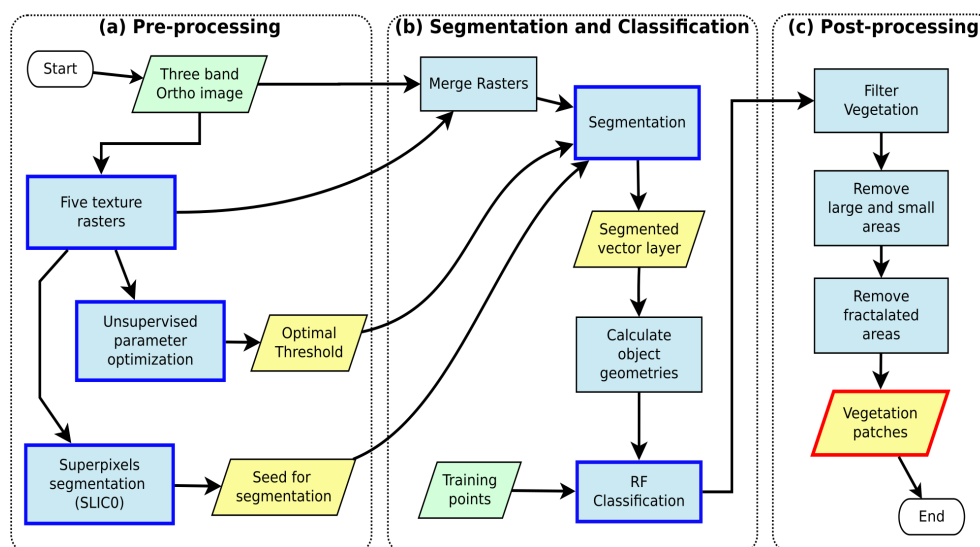 (a) Pre-processing
Start
Three band
Ortho image
Five texture
rasters
Unsupervised
parameter
optimization
Optimal
Threshold
Superpixels
segmentation
(SLIC0)
Seed for
segmentation
(b) Segmentation and Classification
Merge Rasters
Segmentation
Segmented
vector layer
Calculate
object
geometries
Training
points
RF
Classification
(c) Post-processing
Filter
Vegetation
Remove
large and small
areas
Remove
fractalated
areas
Vegetation
patches
End